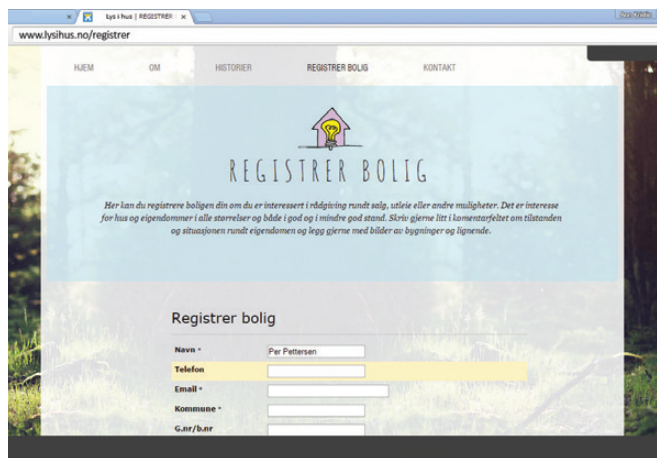 Lys i hus | REGISTRER
www.lysihus.no/registrer
HJEM OM HISTORIER REGISTRER BOLIG KONTAKT
REGISTRER BOLIG
Her kan du registrere boligen din om du er interessert i rådgiving rundt salg, utleie eller andre muligheter. Det er interesse
for hus og eigendommer i alle størrelser og både i god og i mindre god stand. Skriv gjerne litt i komentarfeltet om tilstanden
og situasjonen rundt eigendomen og legg gjerne med bilder av bygninger og lignende.
Registrer bolig
Navn * Per Pettersen
Telefon
Email *
Kommune *
G.nr/b.nr